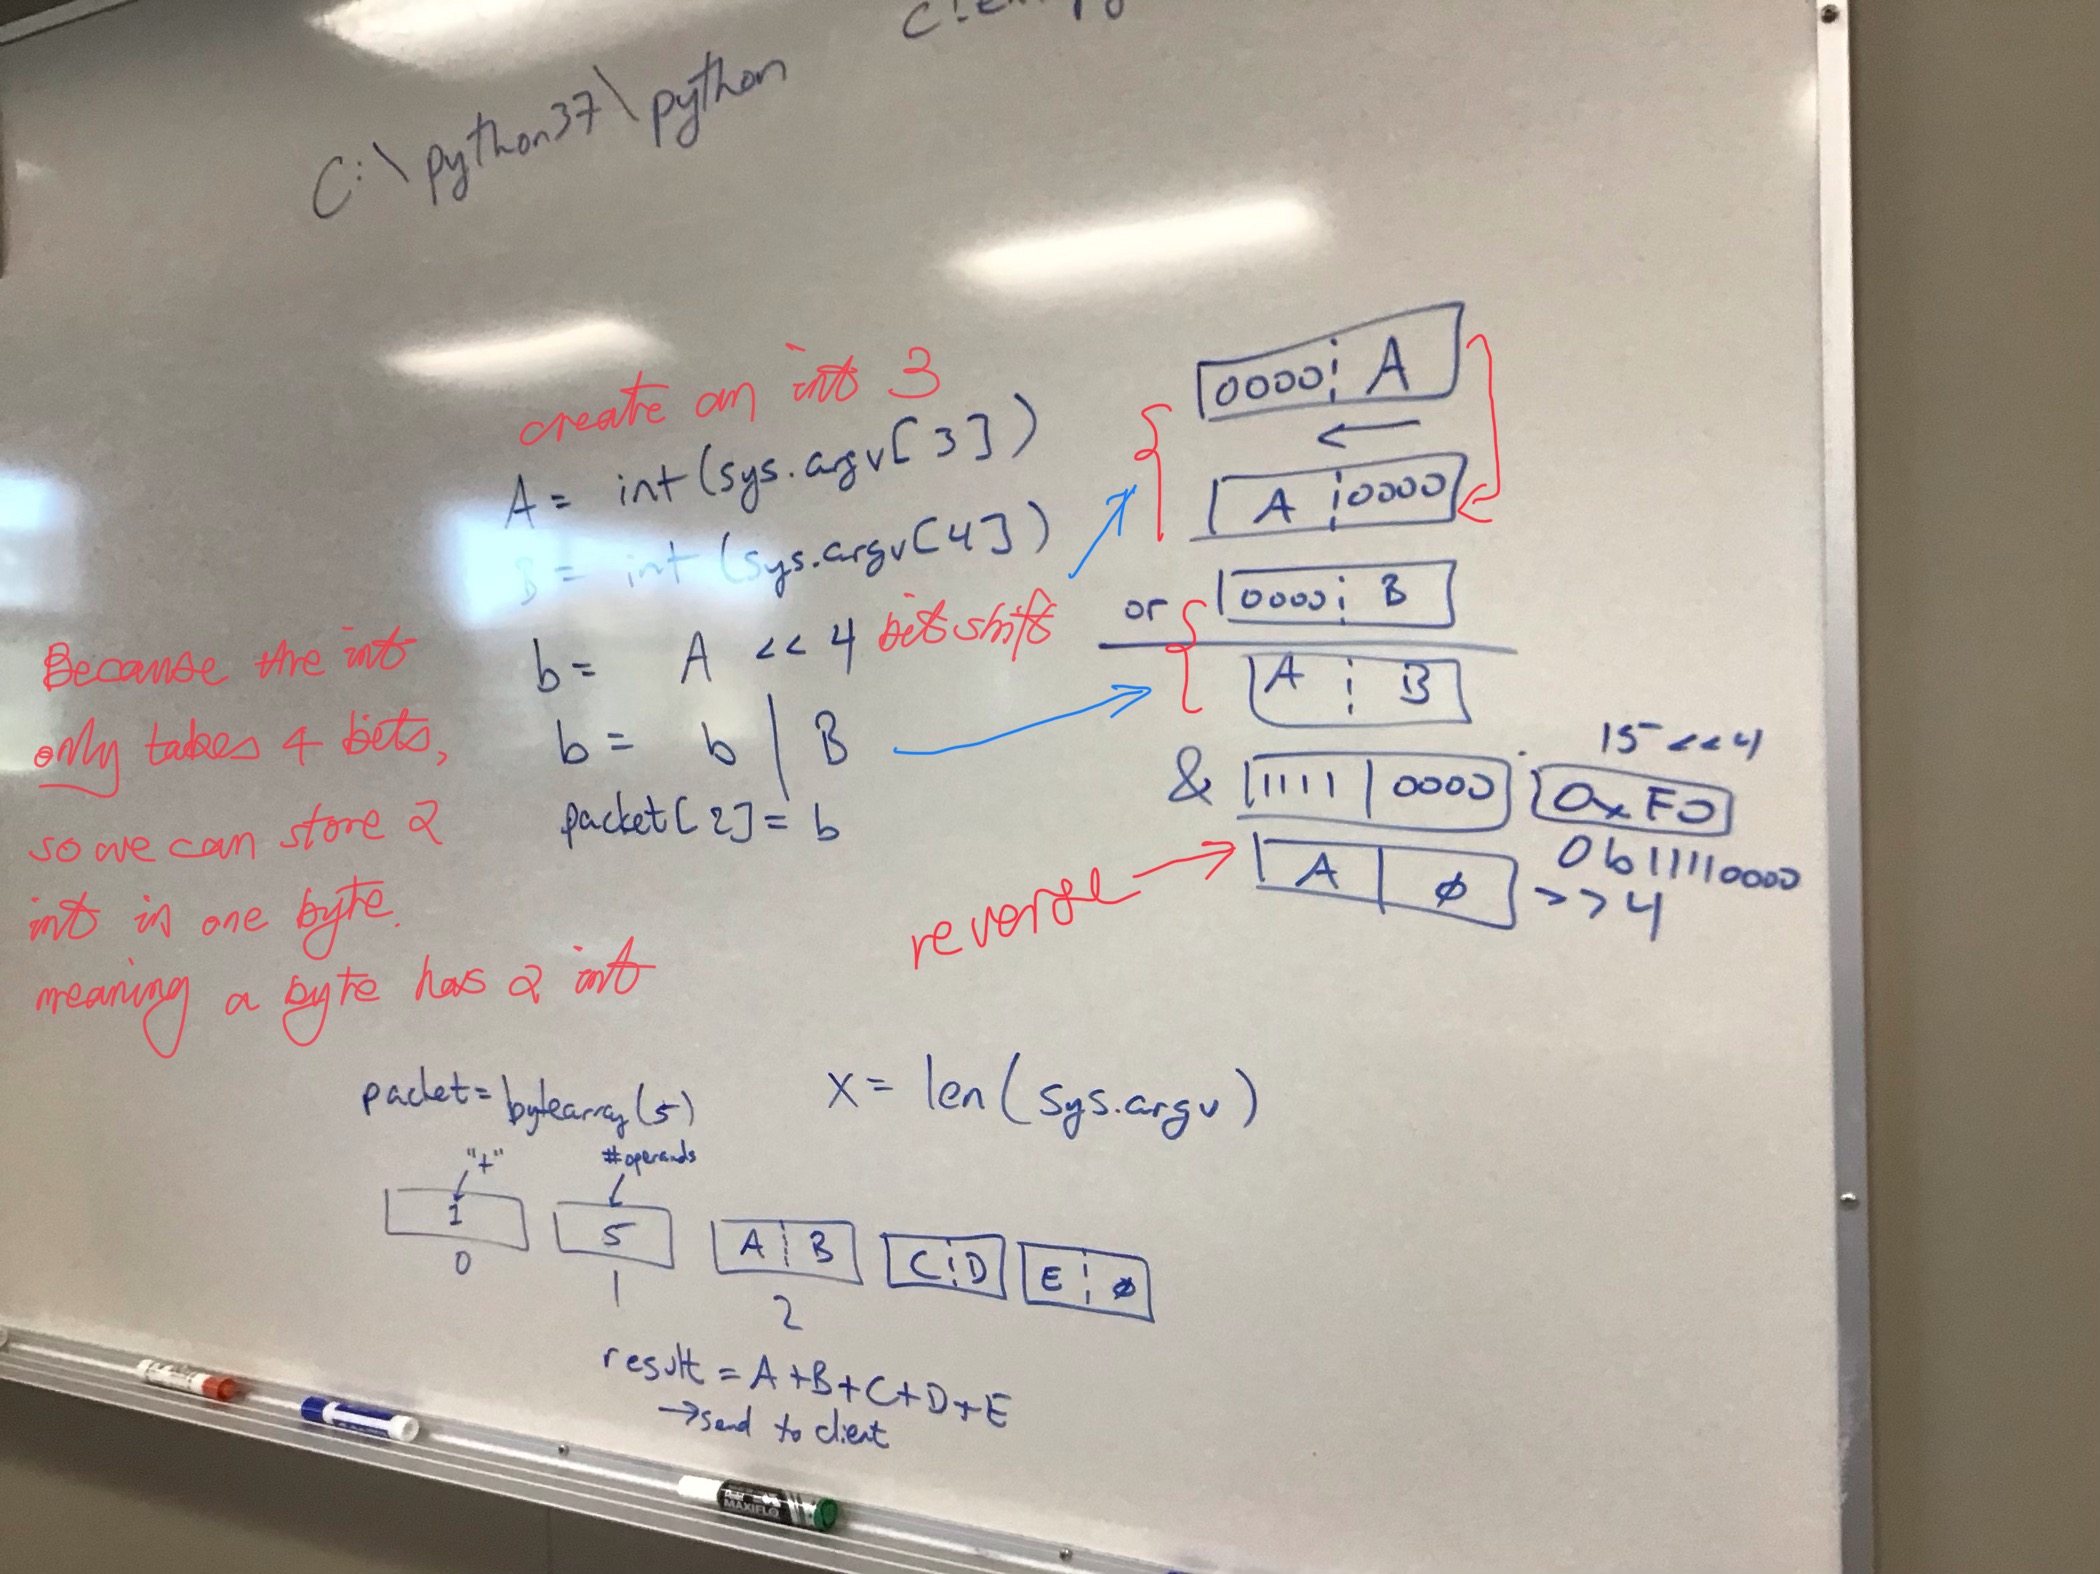 C:\python37\python
create an int 3
A = int(sys.argv[3])
B = int(sys.argv[4])
b = A << 4 bit shift
b = b | B
packet[2] = b
Because the int
only takes 4 bits,
so we can store 2
int in one byte.
meaning a byte has 2 int
0000 A
←
A 0000
or 0000 B
A B
15 << 4
& 1111 0000 0xF0
0b11110000
reverse → A ø >> 4
packet = bytearray(5)
x = len(sys.argv)
"+" #operands
1 5 A B C D E ø
0 1 2
result = A+B+C+D+E
→ send to client
MAXIFLO